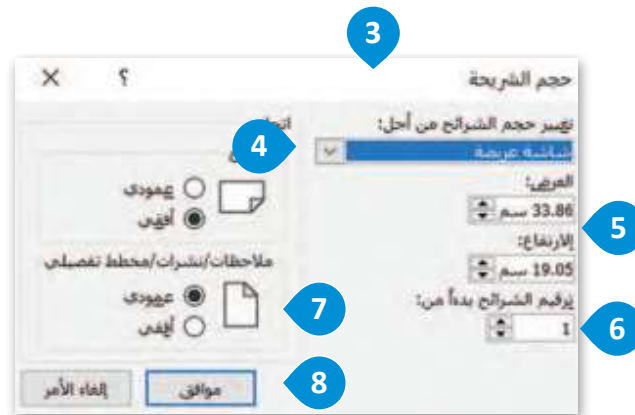 3
حجم الشريحة
؟
×
تغيير حجم الشرائح من أجل:
شاشة عريضة
4
العرض:
33.86 سم
5
الارتفاع:
19.05 سم
ترقيم الشرائح بدءاً من:
1
6
عمودي
أفقي
ملاحظات/نشرات/مخطط تفصيلي
عمودي
أفقي
7
موافق
إلغاء الأمر
8